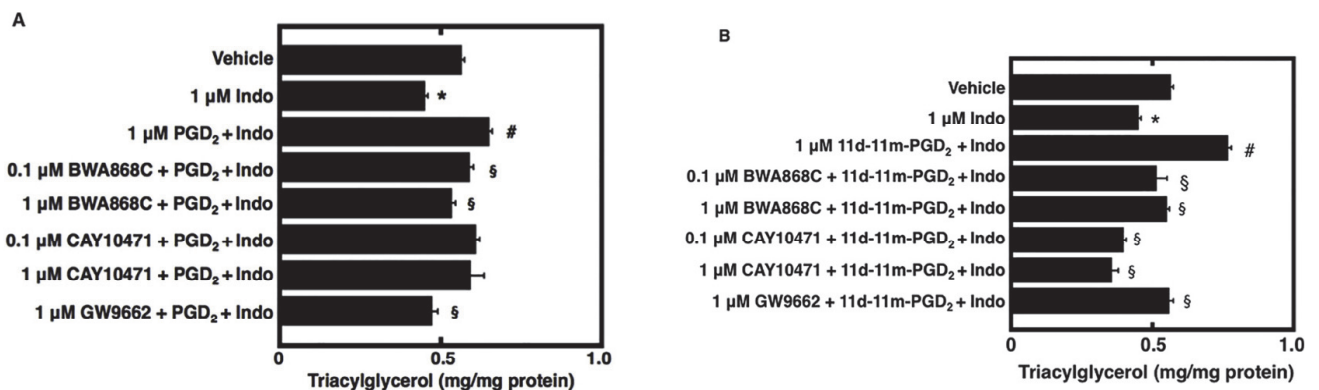 A
Vehicle
1 µM Indo
*
1 µM PGD₂ + Indo
#
0.1 µM BWA868C + PGD₂ + Indo
§
1 µM BWA868C + PGD₂ + Indo
§
0.1 µM CAY10471 + PGD₂ + Indo
1 µM CAY10471 + PGD₂ + Indo
1 µM GW9662 + PGD₂ + Indo
§
0 0.5 1.0
Triacylglycerol (mg/mg protein)
B
Vehicle
1 µM Indo
*
1 µM 11d-11m-PGD₂ + Indo
#
0.1 µM BWA868C + 11d-11m-PGD₂ + Indo
§
1 µM BWA868C + 11d-11m-PGD₂ + Indo
§
0.1 µM CAY10471 + 11d-11m-PGD₂ + Indo
§
1 µM CAY10471 + 11d-11m-PGD₂ + Indo
§
1 µM GW9662 + 11d-11m-PGD₂ + Indo
§
0 0.5 1.0
Triacylglycerol (mg/mg protein)